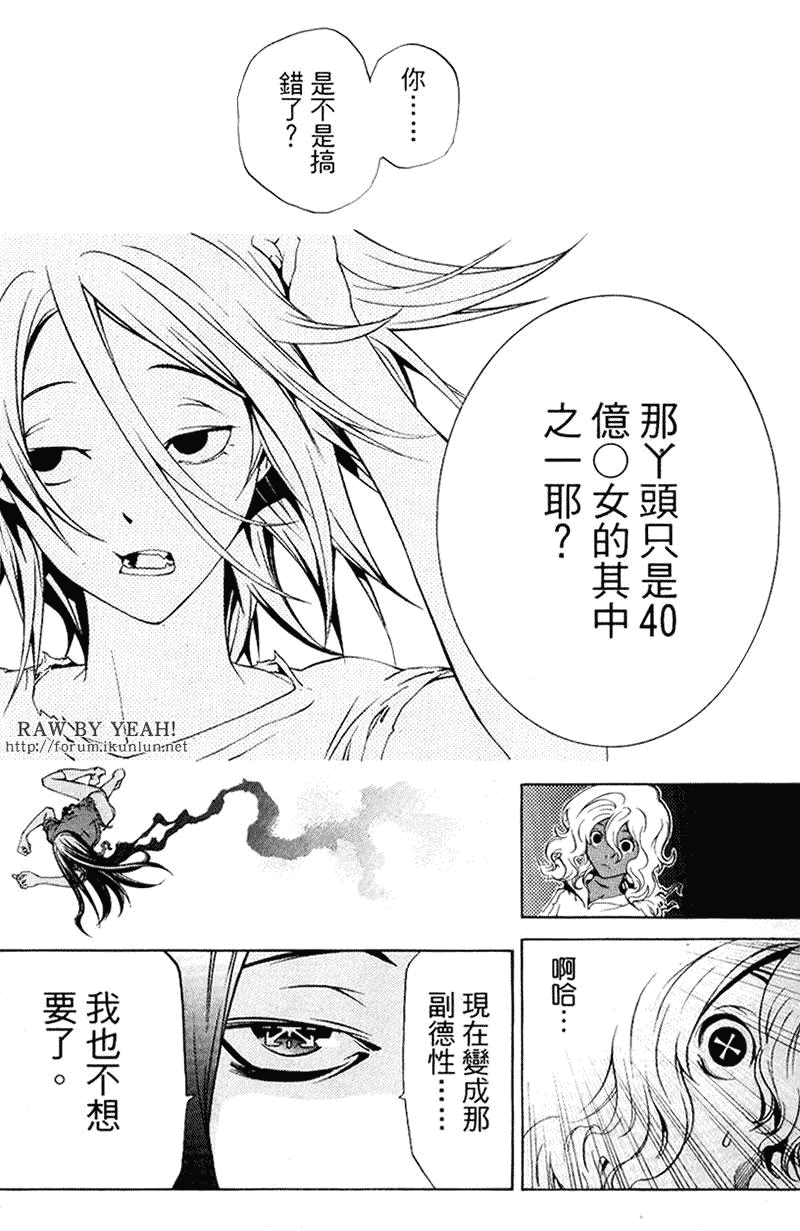 你……
是不是搞
錯了？
那丫頭只是40
億○女的其中
之一耶？
RAW BY YEAH!
http://forum.ikunlun.net
啊哈…
現在變成那
副德性……
我也不想
要了。